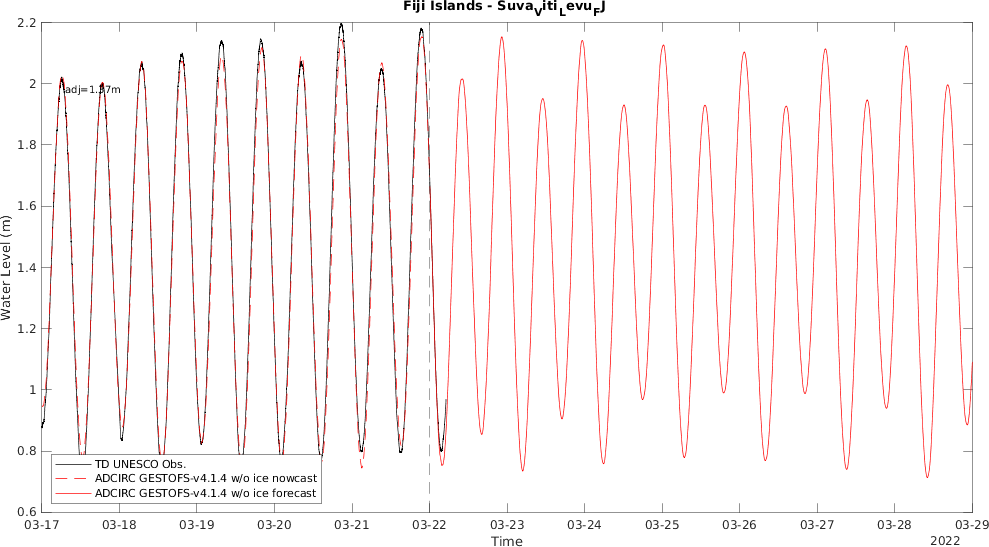 Fiji Islands - SuvaVitiLevuFJ
2.2
2
1.8
1.6
1.4
1.2
1
0.8
0.6
Water Level (m)
adj=1.37m
TD UNESCO Obs.
ADCIRC GESTOFS-v4.1.4 w/o ice nowcast
ADCIRC GESTOFS-v4.1.4 w/o ice forecast
03-17 03-18 03-19 03-20 03-21 03-22 03-23 03-24 03-25 03-26 03-27 03-28 03-29
Time
2022